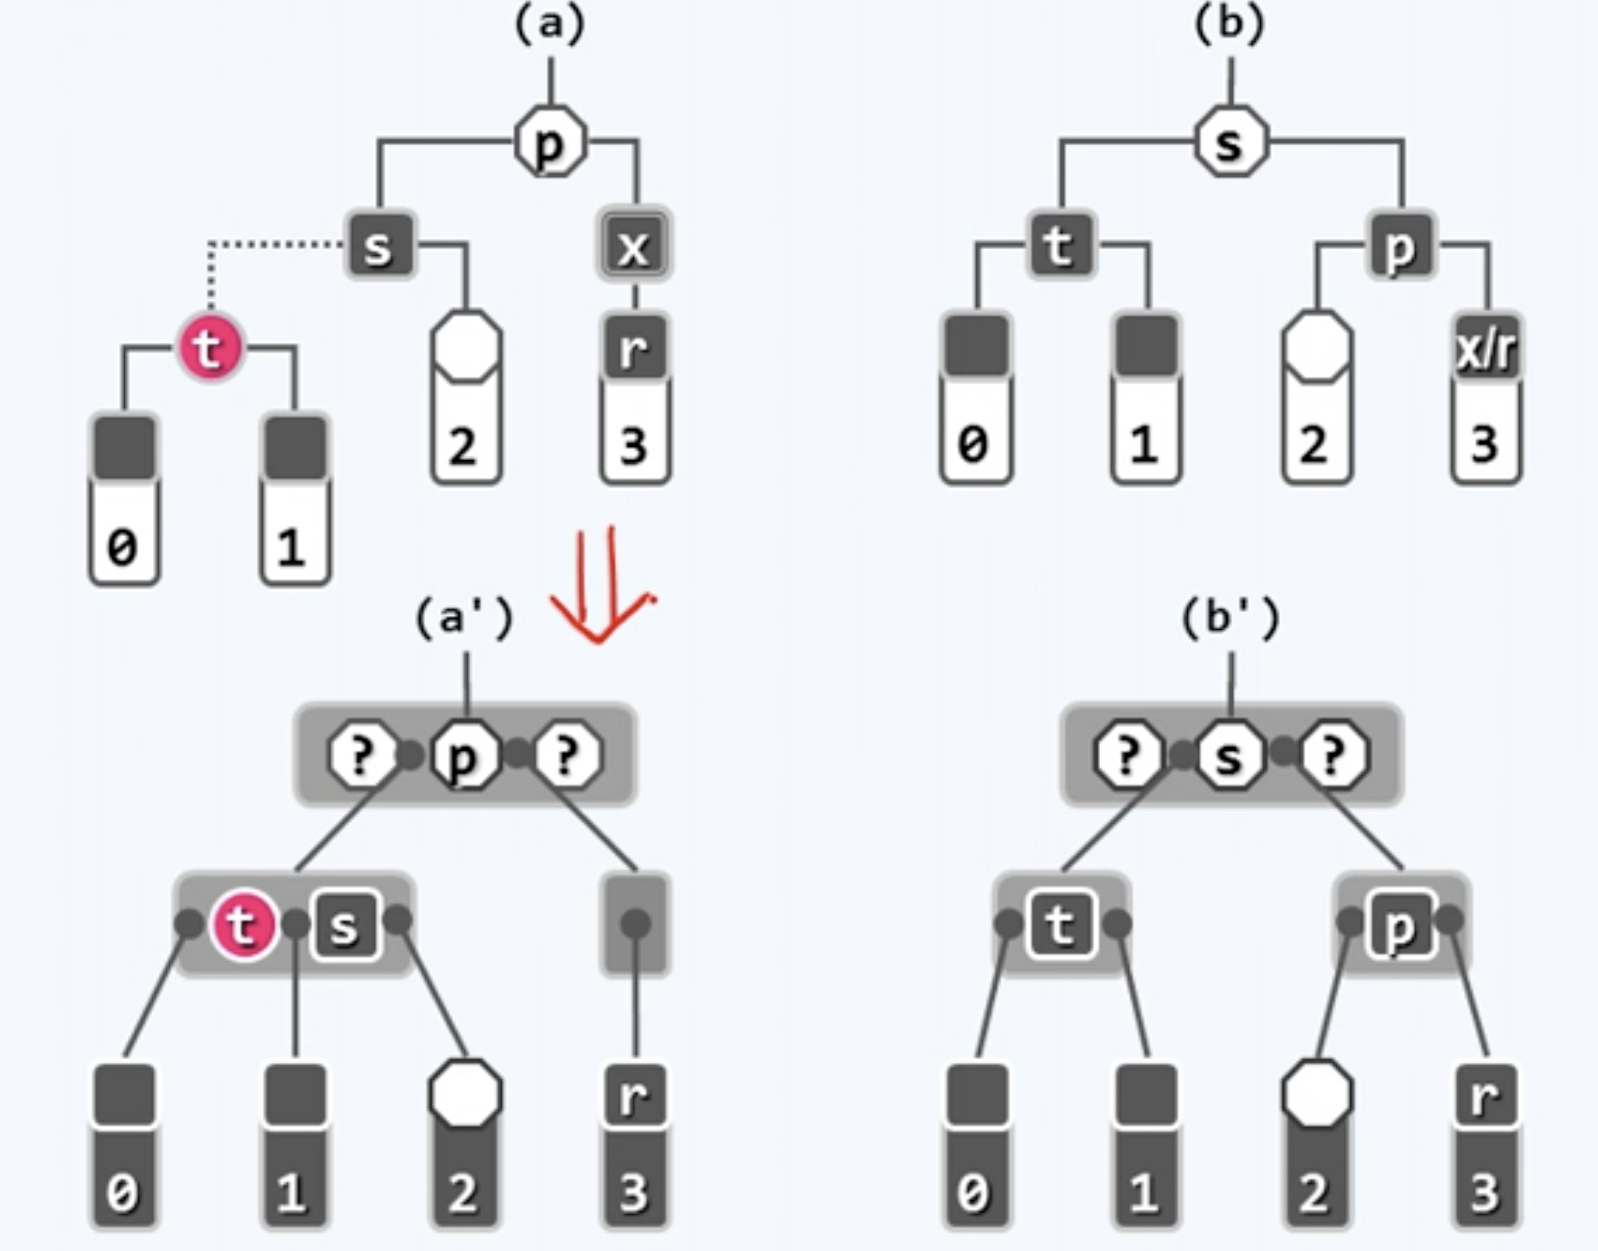 (a) (b)
p s
s x t p
t r x/r
2 3 0 1 2 3
0 1
(a') (b')
? p ? ? s ?
t s t p
r r
0 1 2 3 0 1 2 3